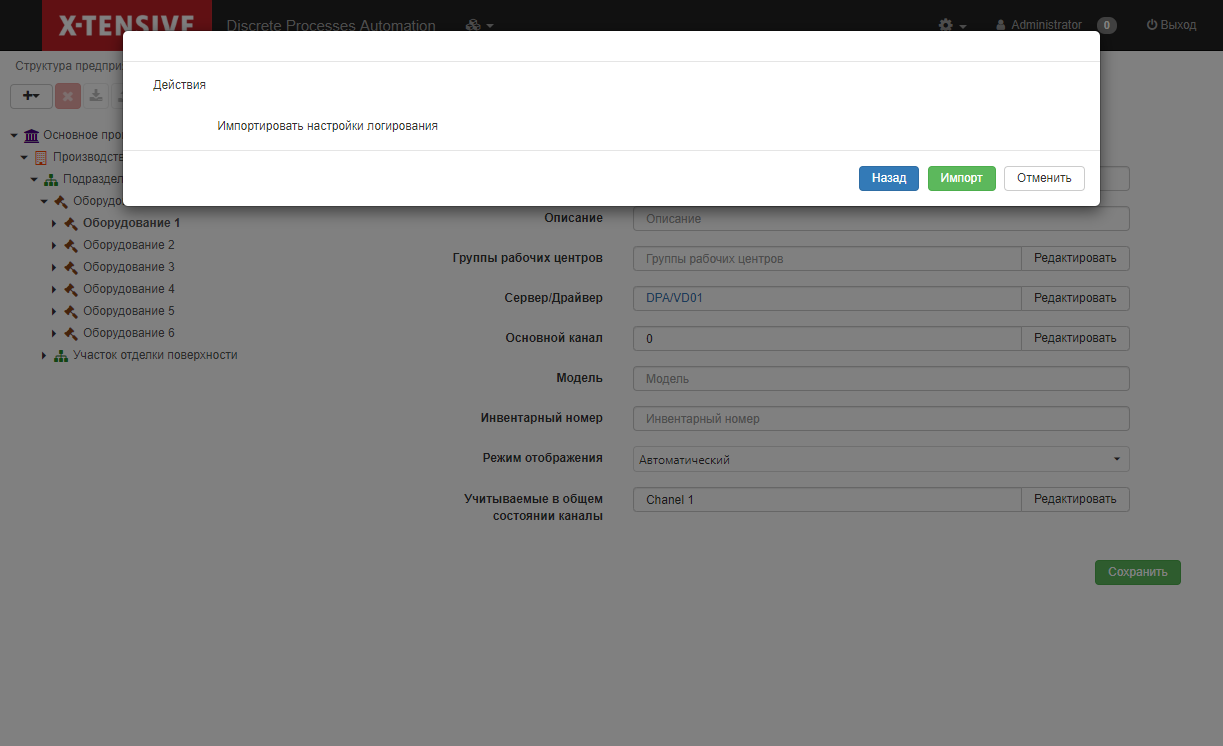 X-TENSIVE Discrete Processes Automation Administrator 0 Выход
Структура предпри
Действия
Импортировать настройки логирования
Назад Импорт Отменить
Основное про
Производств
Подраздел
Оборудо
Оборудование 1
Оборудование 2
Оборудование 3
Оборудование 4
Оборудование 5
Оборудование 6
Участок отделки поверхности
Описание Описание
Группы рабочих центров Группы рабочих центров Редактировать
Сервер/Драйвер DPA/VD01 Редактировать
Основной канал 0 Редактировать
Модель Модель
Инвентарный номер Инвентарный номер
Режим отображения Автоматический
Учитываемые в общем Chanel 1 Редактировать
состоянии каналы
Сохранить